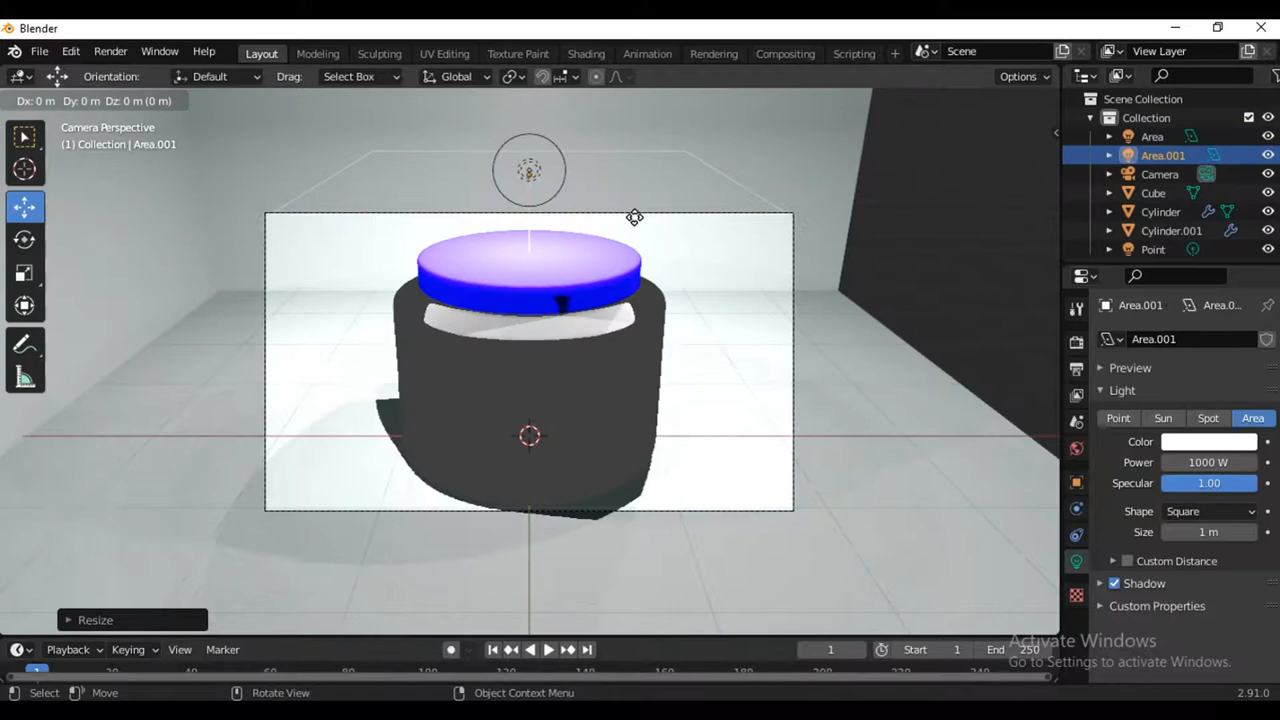 Blender
File Edit Render Window Help Layout Modeling Sculpting UV Editing Texture Paint Shading Animation Rendering Compositing Scripting + Scene View Layer
Orientation: Default Drag: Select Box Global Options
Dx: 0 m Dy: 0 m Dz: 0 m (0 m)
Camera Perspective
(1) Collection | Area.001
Scene Collection
Collection
Area
Area.001
Camera
Cube
Cylinder
Cylinder.001
Point
Area.001 Area.0...
Area.001
Preview
Light
Point Sun Spot Area
Color
Power 1000 W
Specular 1.00
Shape Square
Size 1 m
Custom Distance
Shadow
Custom Properties
Resize
Activate Windows
Go to Settings to activate Windows.
Playback Keying View Marker 1 Start 1 End 250
1
Select Move Rotate View Object Context Menu 2.91.0